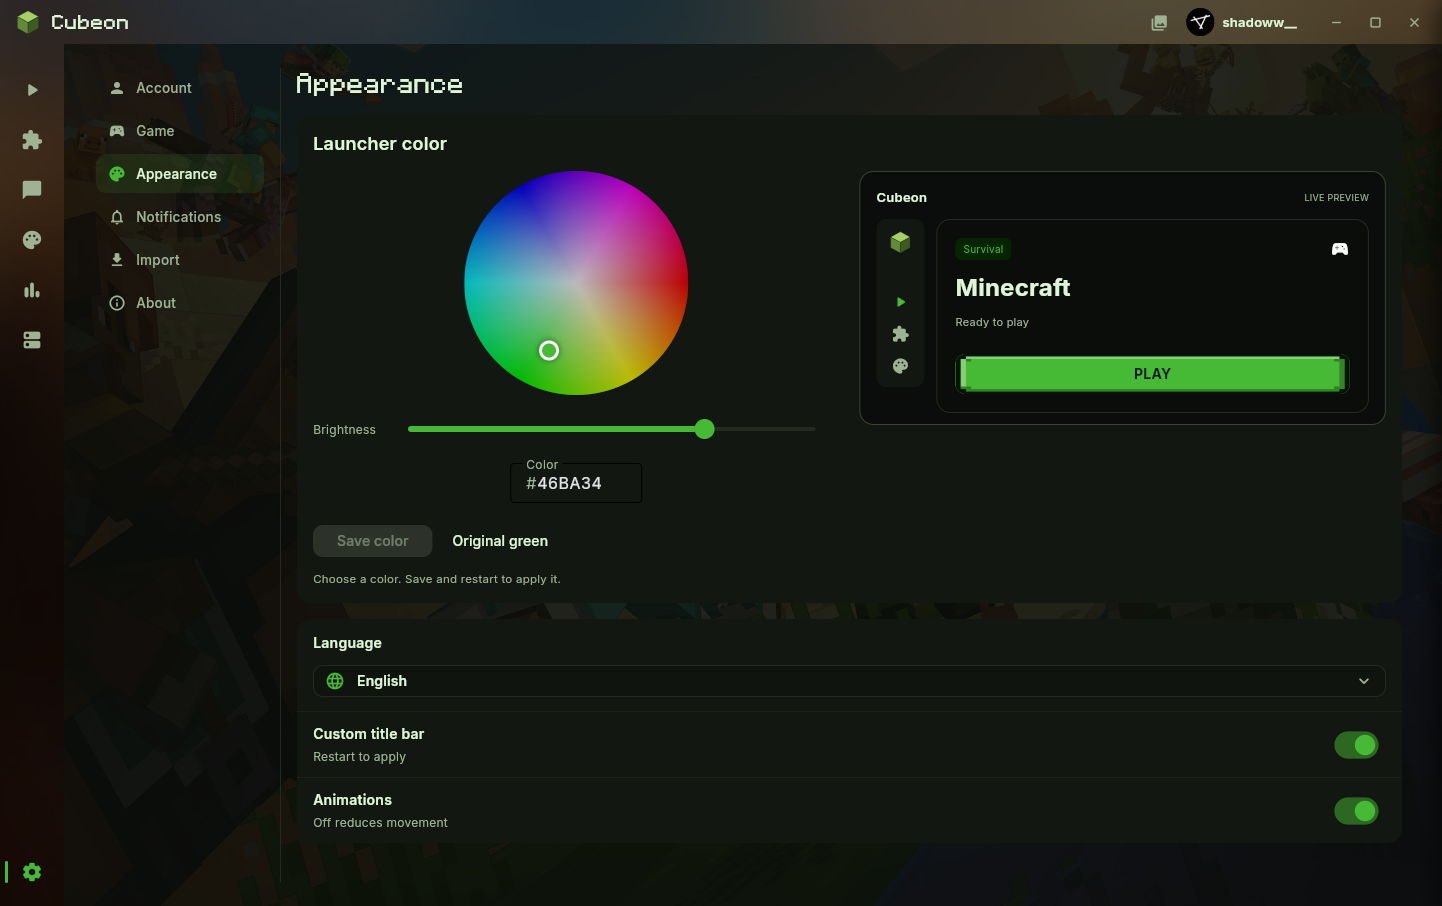 Cubeon
shadoww__
Account
Game
Appearance
Notifications
Import
About
Appearance
Launcher color
Brightness
Color
#46BA34
Save color
Original green
Choose a color. Save and restart to apply it.
Cubeon
LIVE PREVIEW
Survival
Minecraft
Ready to play
PLAY
Language
English
Custom title bar
Restart to apply
Animations
Off reduces movement